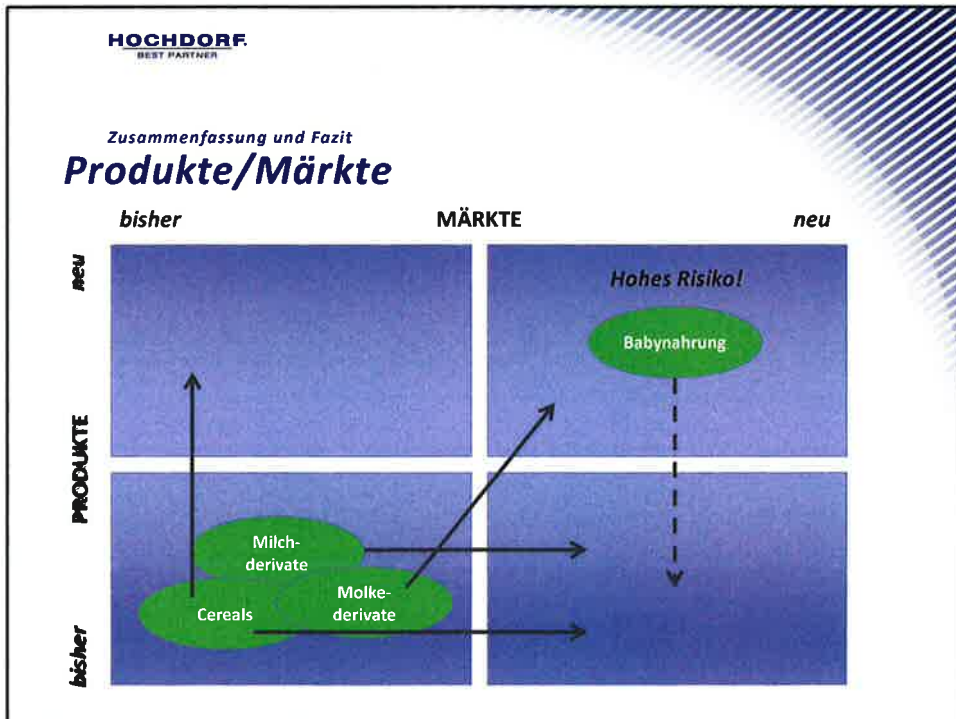 HOCHDORF.
BEST PARTNER
Zusammenfassung und Fazit
Produkte/Märkte
bisher MÄRKTE neu
neu
Hohes Risiko!
Babynahrung
PRODUKTE
Milch-
derivate
Molke-
derivate
Cereals
bisher